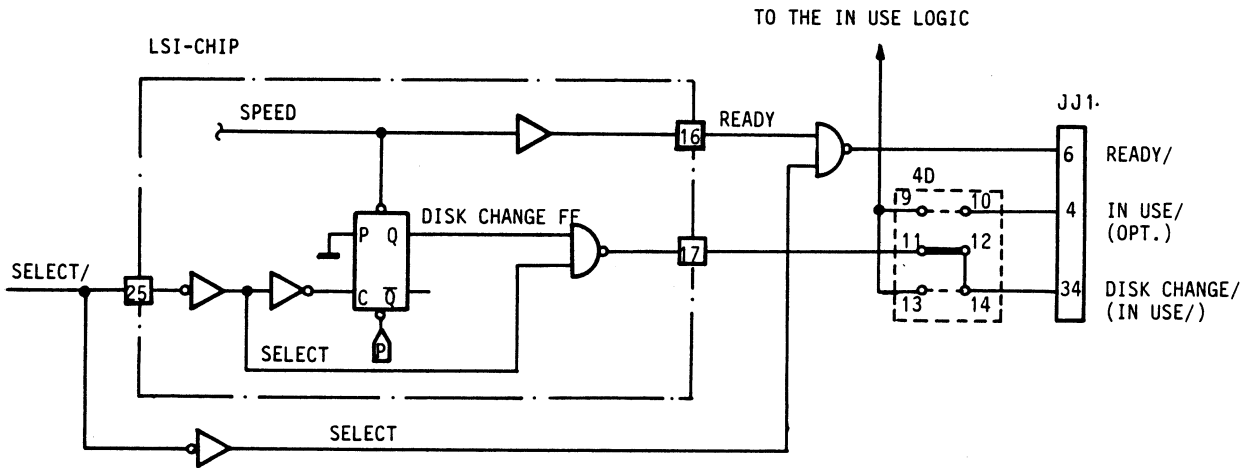 TO THE IN USE LOGIC
LSI-CHIP
JJ1.
SPEED
16
READY
6
READY/
4D
9
10
4
IN USE/
(OPT.)
P
Q
DISK CHANGE FF
17
11
12
SELECT/
25
C
Q̅
13
14
34
DISK CHANGE/
(IN USE/)
P
SELECT
SELECT